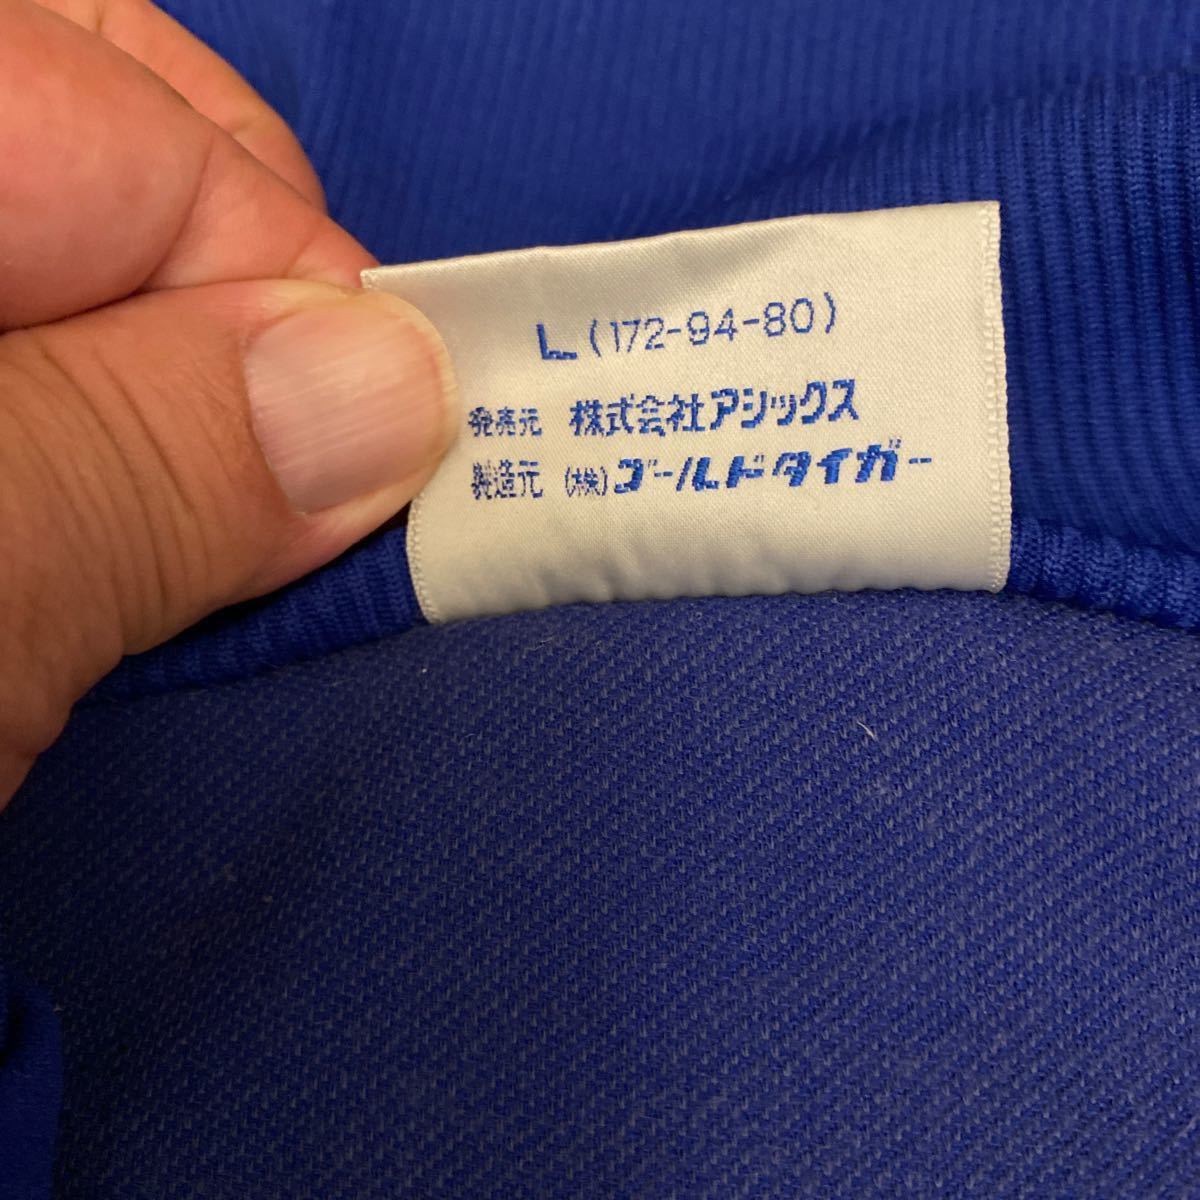 L (172-94-80)
発売元 株式会社アシックス
製造元 (株)ゴールドタイガー